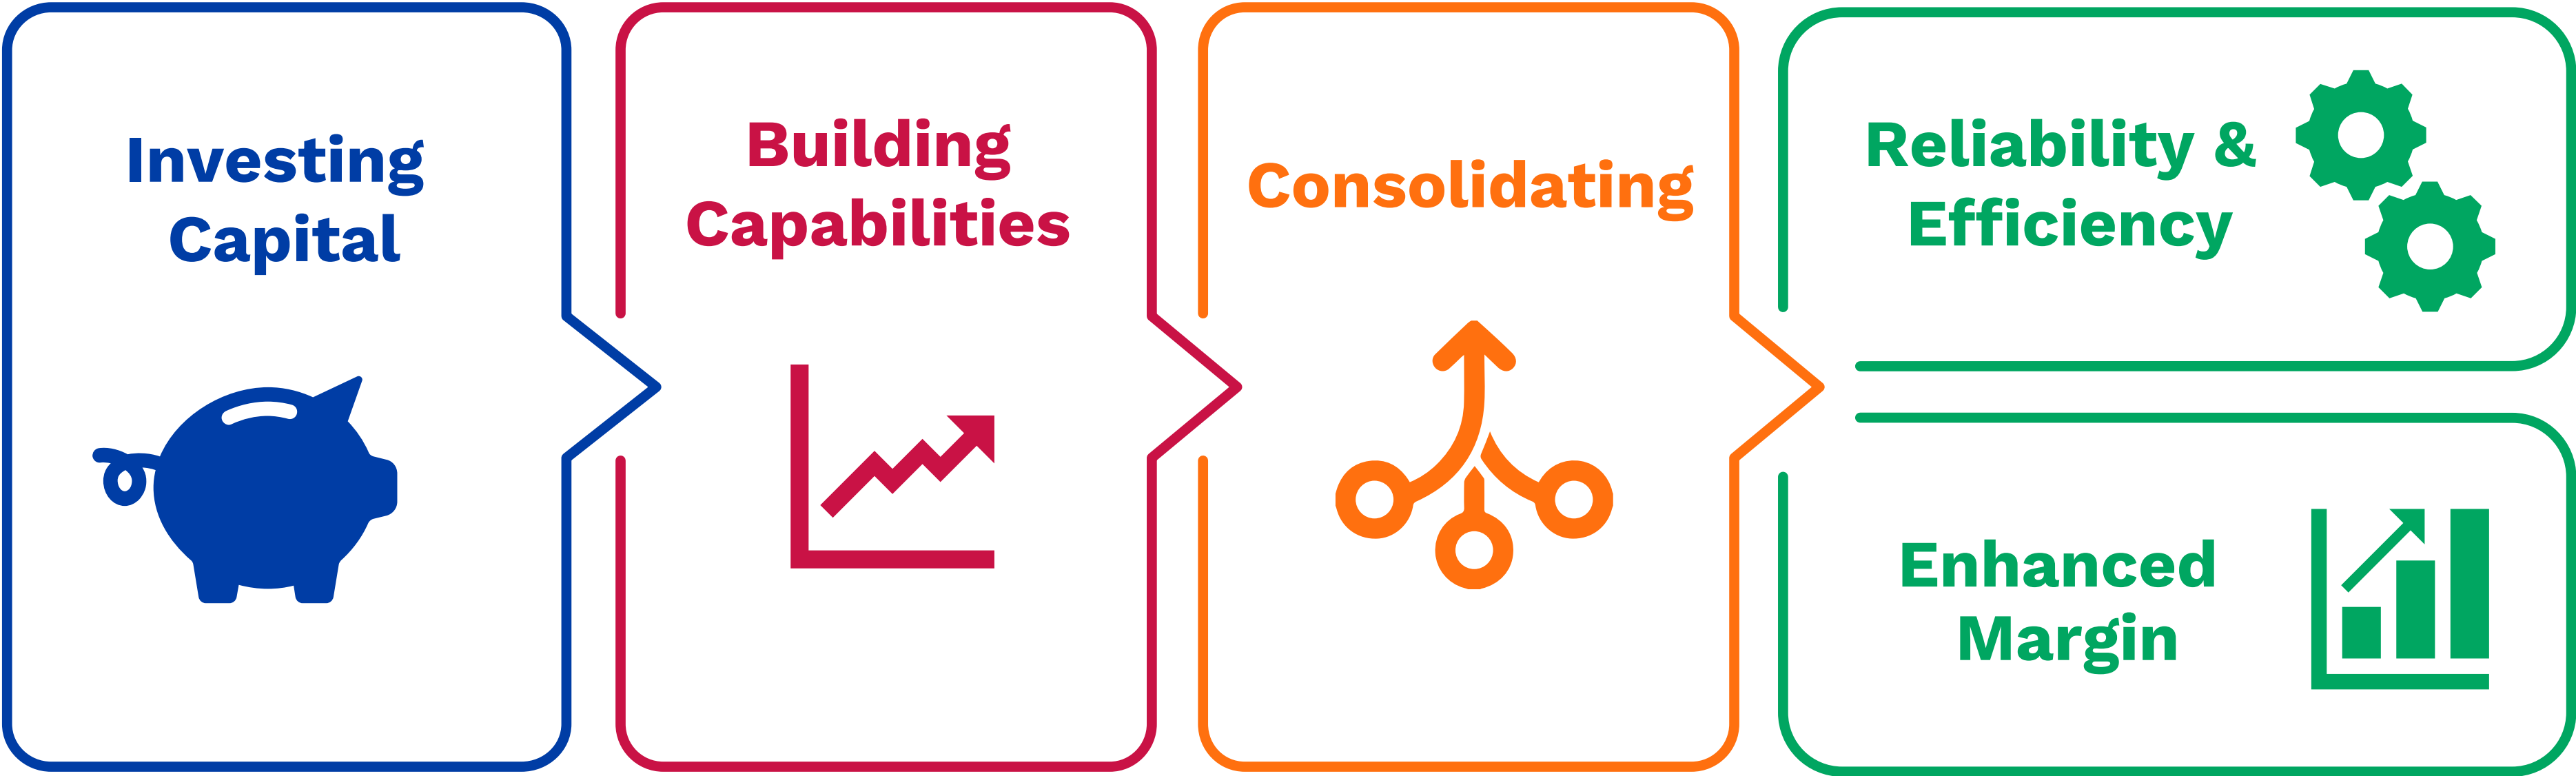 Investing
Capital
Building
Capabilities
Consolidating
Reliability &
Efficiency
Enhanced
Margin